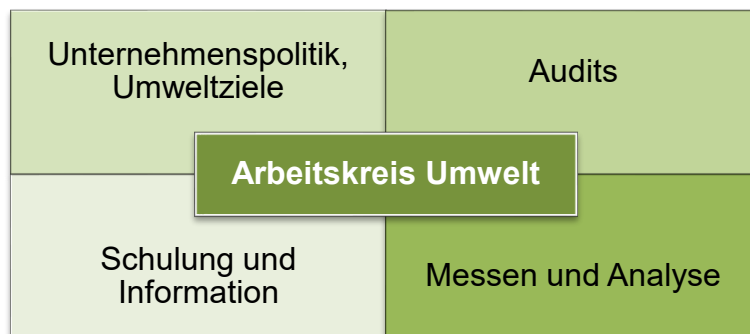 Unternehmenspolitik,
Umweltziele
Audits
Arbeitskreis Umwelt
Schulung und
Information
Messen und Analyse